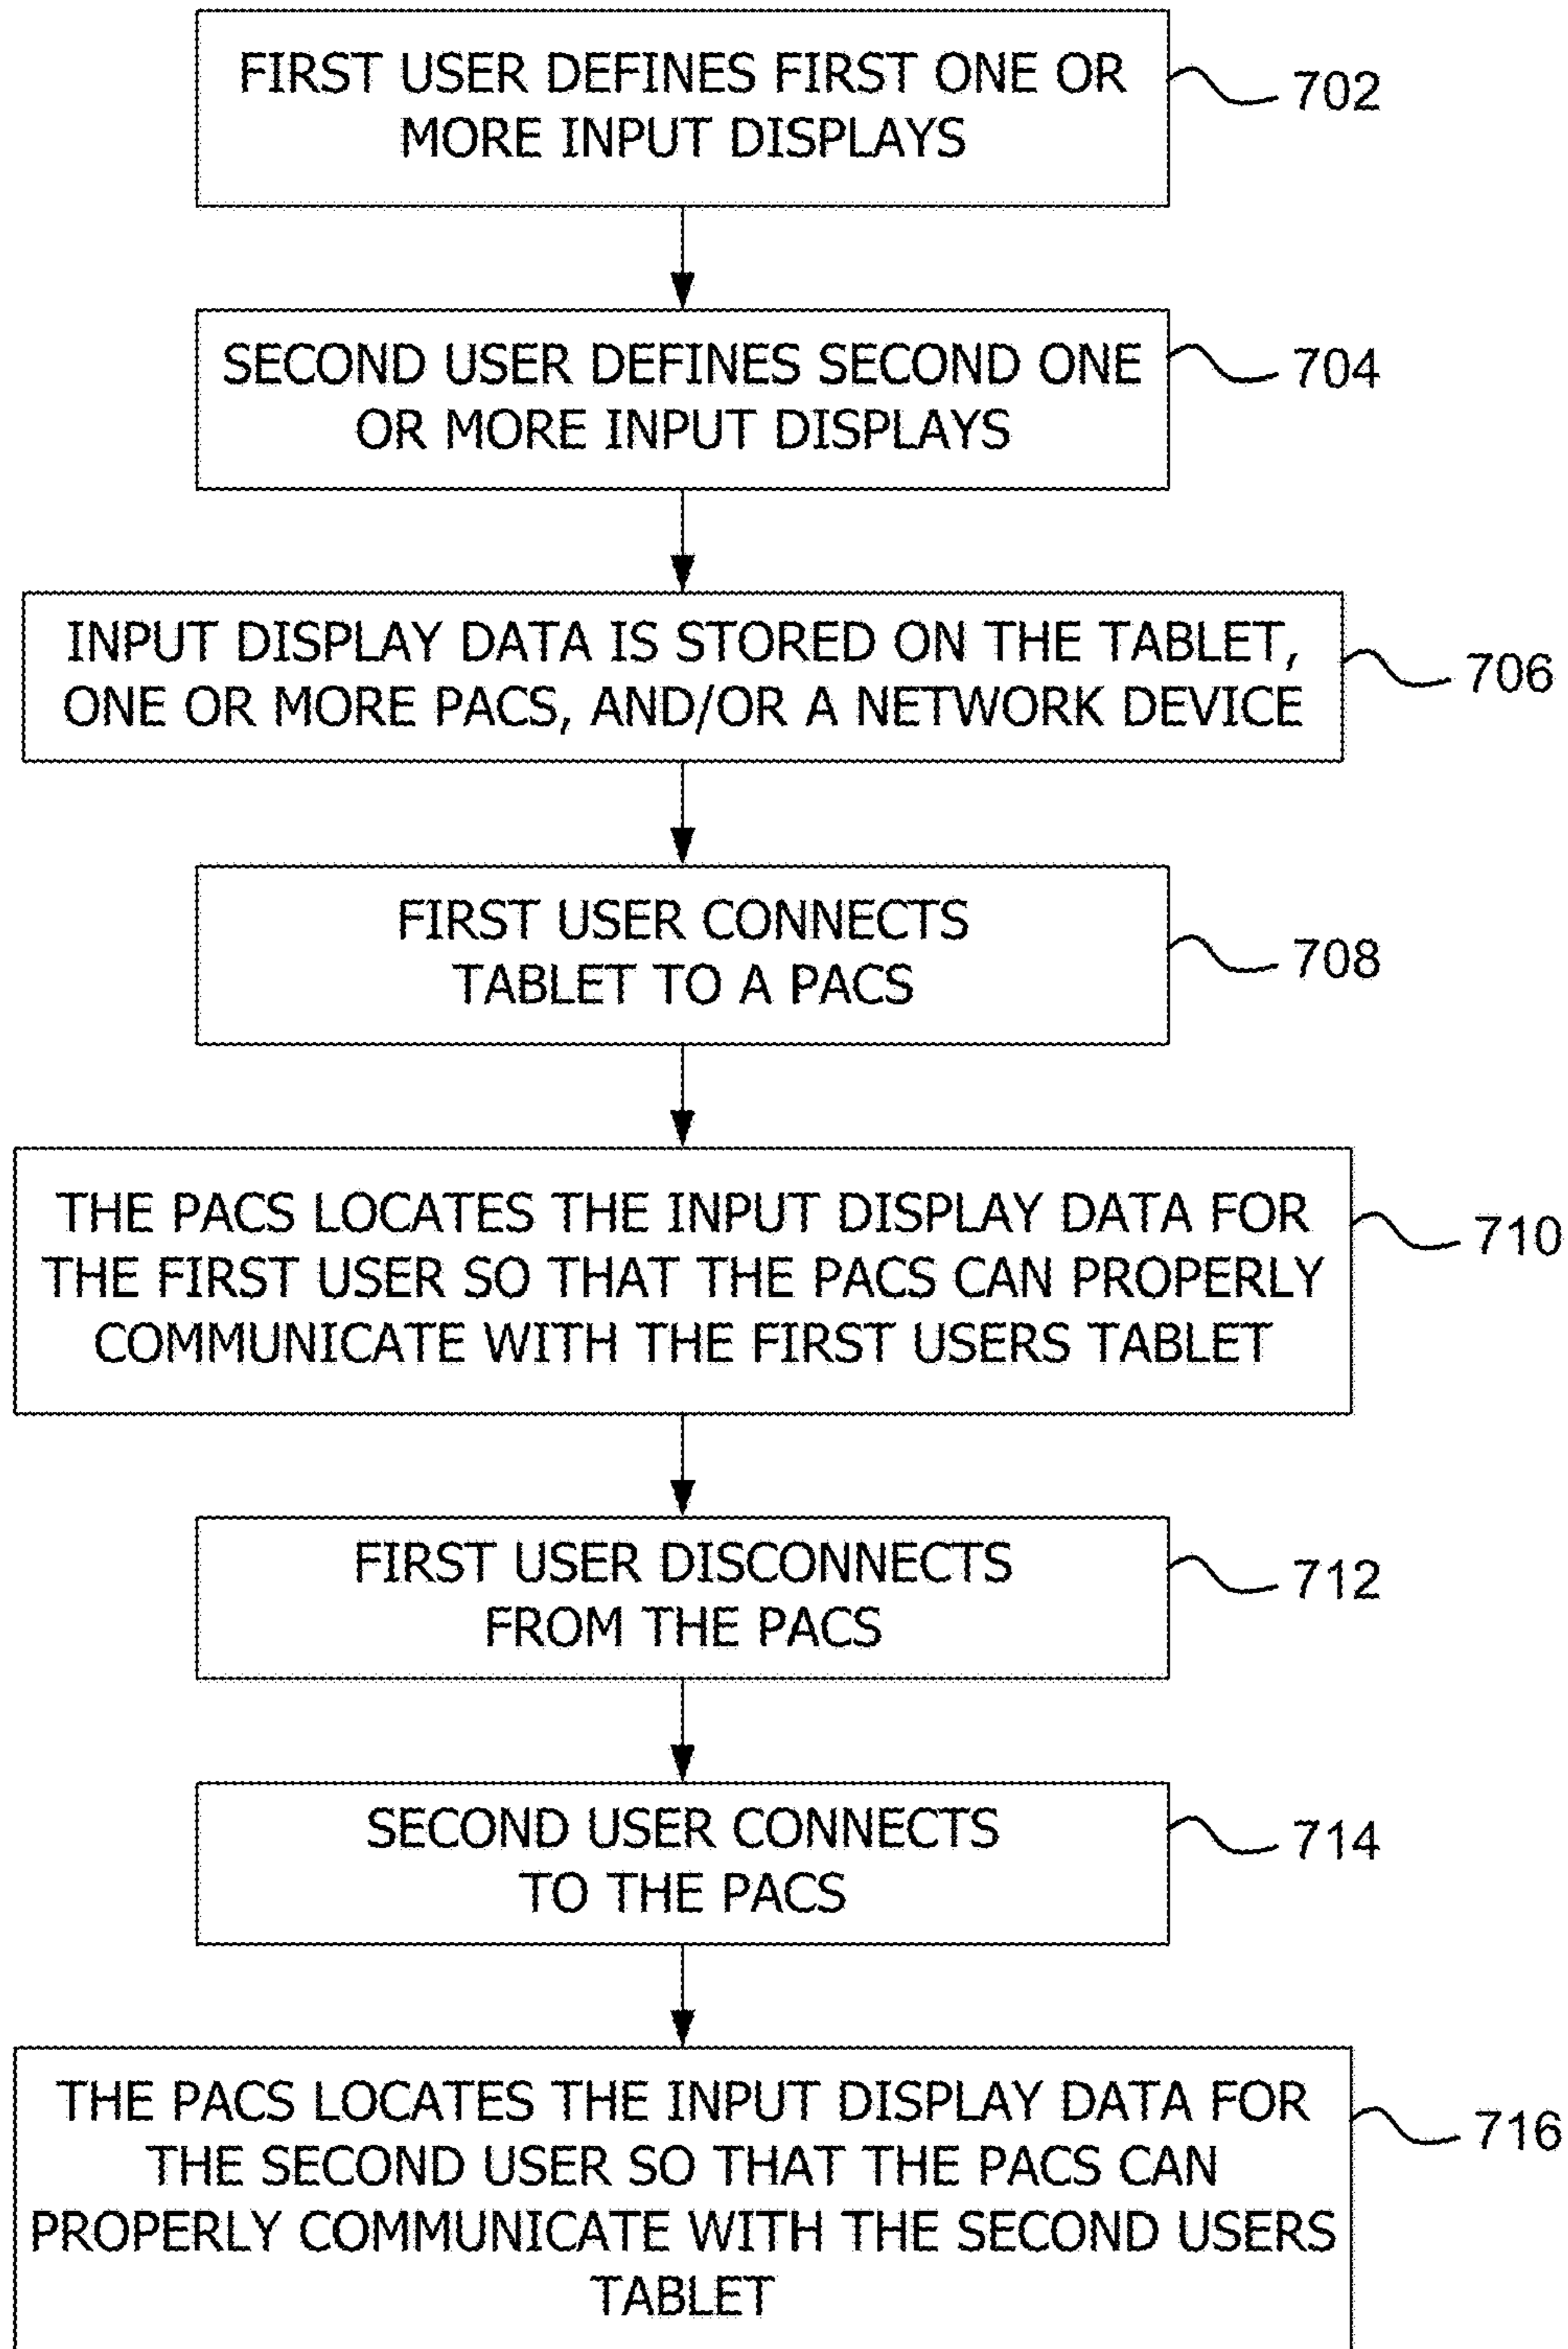 FIRST USER DEFINES FIRST ONE OR
MORE INPUT DISPLAYS
702
SECOND USER DEFINES SECOND ONE
OR MORE INPUT DISPLAYS
704
INPUT DISPLAY DATA IS STORED ON THE TABLET,
ONE OR MORE PACS, AND/OR A NETWORK DEVICE
706
FIRST USER CONNECTS
TABLET TO A PACS
708
THE PACS LOCATES THE INPUT DISPLAY DATA FOR
THE FIRST USER SO THAT THE PACS CAN PROPERLY
COMMUNICATE WITH THE FIRST USERS TABLET
710
FIRST USER DISCONNECTS
FROM THE PACS
712
SECOND USER CONNECTS
TO THE PACS
714
THE PACS LOCATES THE INPUT DISPLAY DATA FOR
THE SECOND USER SO THAT THE PACS CAN
PROPERLY COMMUNICATE WITH THE SECOND USERS
TABLET
716